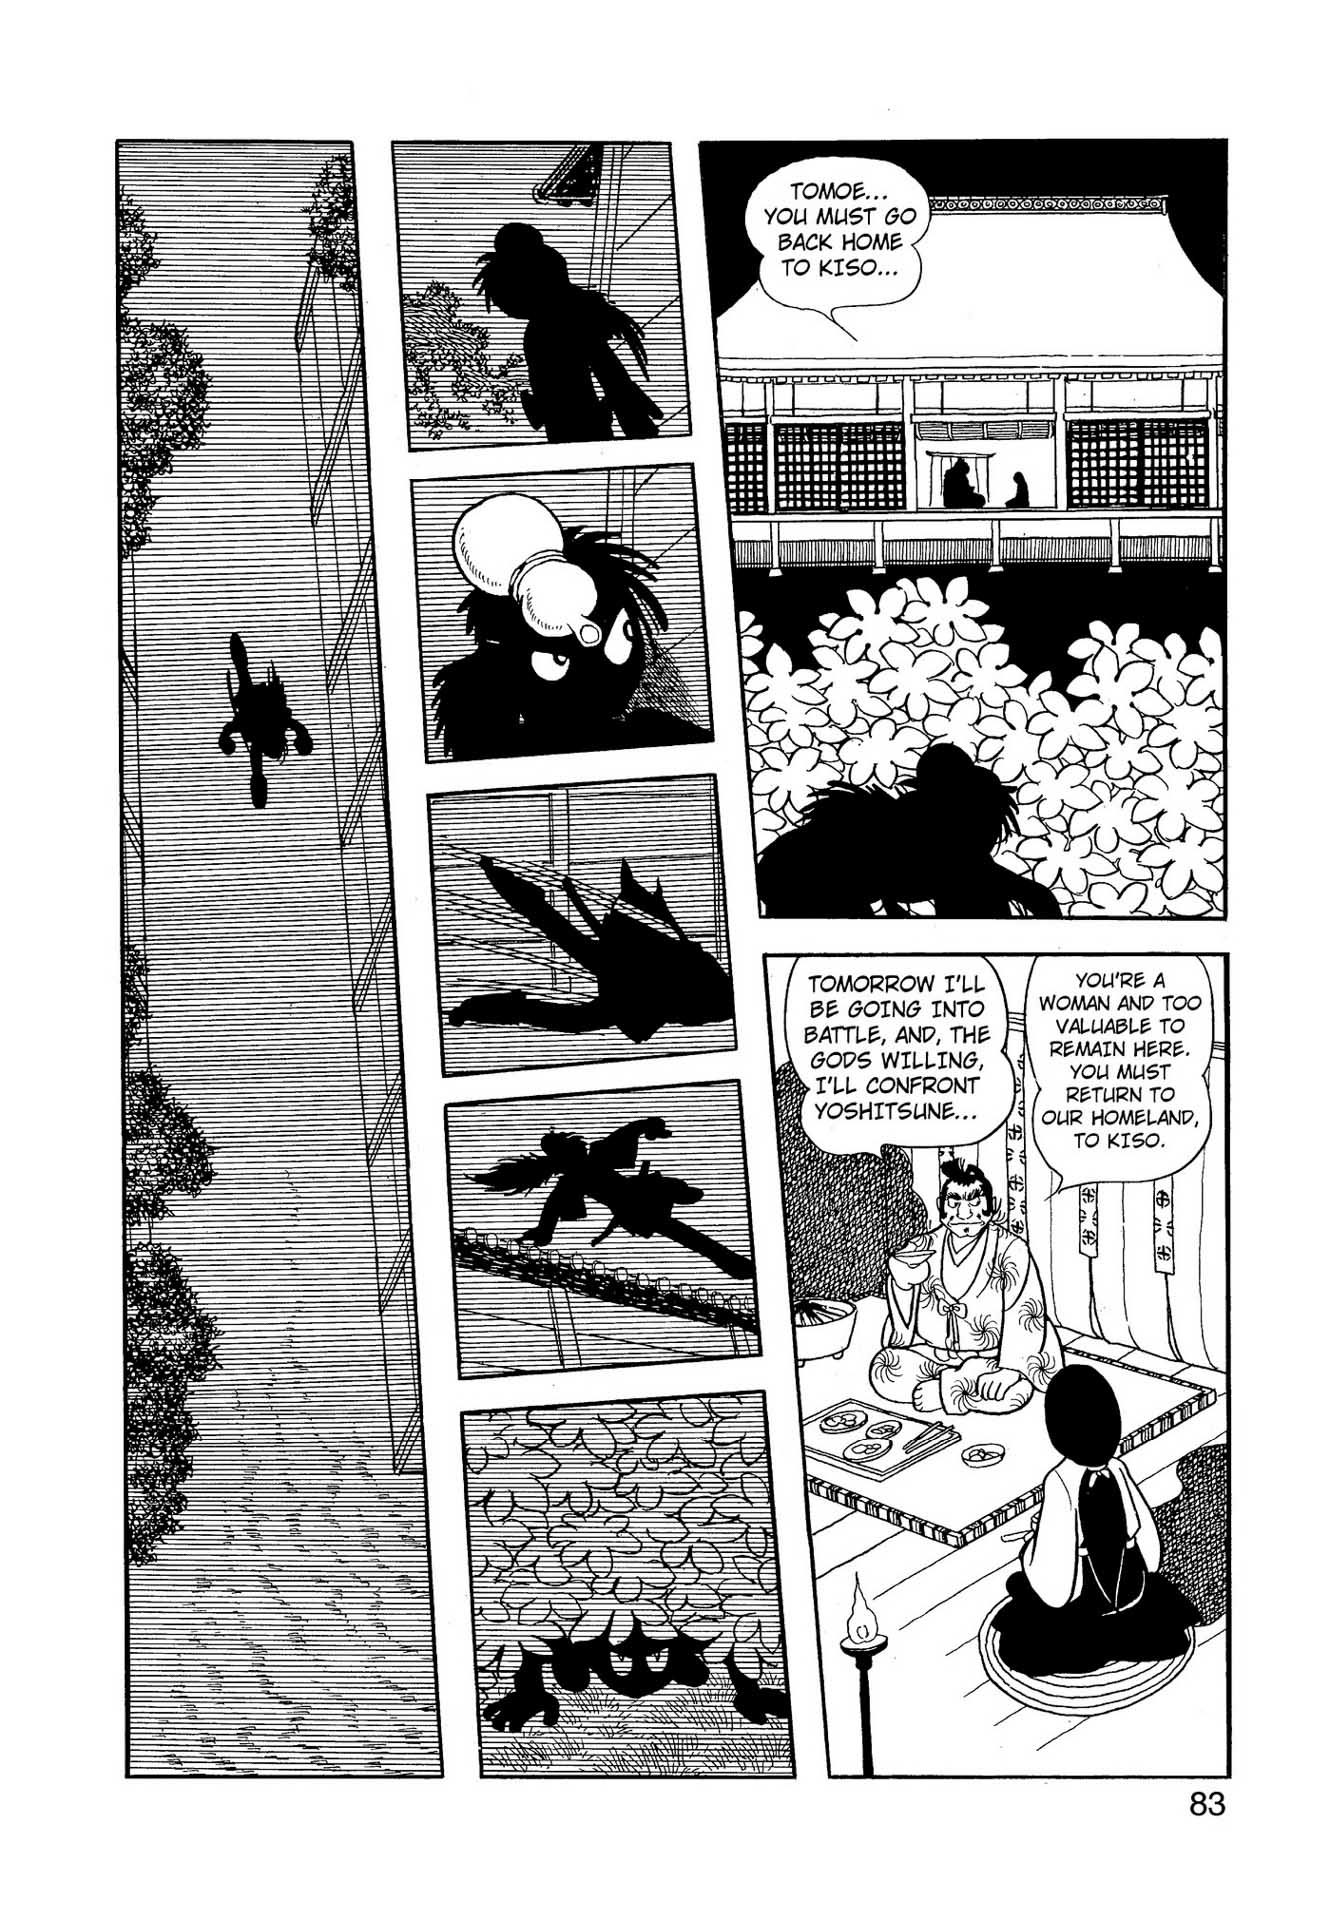 TOMOE...
YOU MUST GO
BACK HOME
TO KISO...
TOMORROW I'LL
BE GOING INTO
BATTLE, AND, THE
GODS WILLING,
I'LL CONFRONT
YOSHITSUNE...
YOU'RE A
WOMAN AND TOO
VALUABLE TO
REMAIN HERE.
YOU MUST
RETURN TO
OUR HOMELAND,
TO KISO.
83